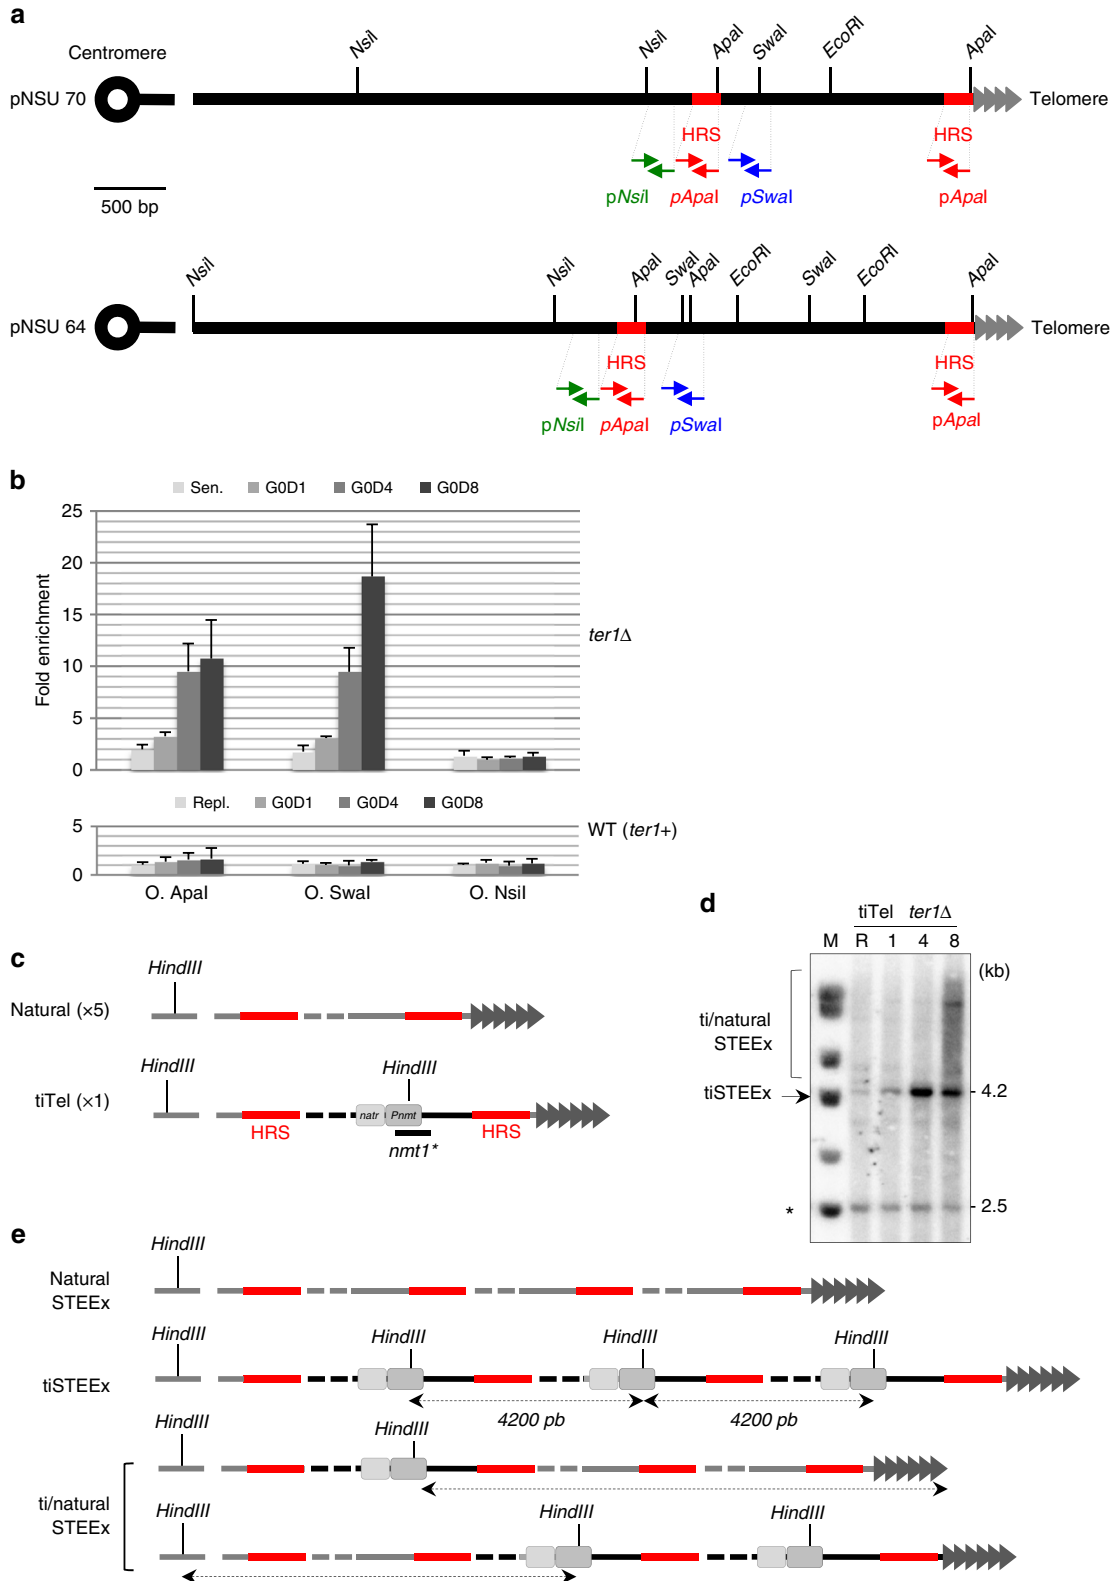 a
Centromere
NsiI
NsiI
ApaI
SwaI
EcoRI
ApaI
pNSU 70
Telomere
HRS
HRS
500 bp
pNsiI
pApaI
pSwaI
pApaI
NsiI
NsiI
ApaI
SwaI
ApaI
EcoRI
SwaI
EcoRI
ApaI
pNSU 64
Telomere
HRS
HRS
pNsiI
pApaI
pSwaI
pApaI
b
Sen.
G0D1
G0D4
G0D8
25
20
15
10
5
0
Fold enrichment
ter1Δ
Repl.
G0D1
G0D4
G0D8
5
0
WT (ter1+)
O. ApaI
O. SwaI
O. NsiI
c
HindIII
Natural (×5)
HindIII
HindIII
tiTel (×1)
natr
Pnmt
HRS
HRS
nmt1*
d
tiTel ter1Δ
M R 1 4 8
(kb)
ti/natural
STEEx
tiSTEEx
- 4.2
*
- 2.5
e
HindIII
Natural
STEEx
HindIII
HindIII
HindIII
HindIII
tiSTEEx
4200 pb
4200 pb
HindIII
HindIII
ti/natural
STEEx
HindIII
HindIII
HindIII